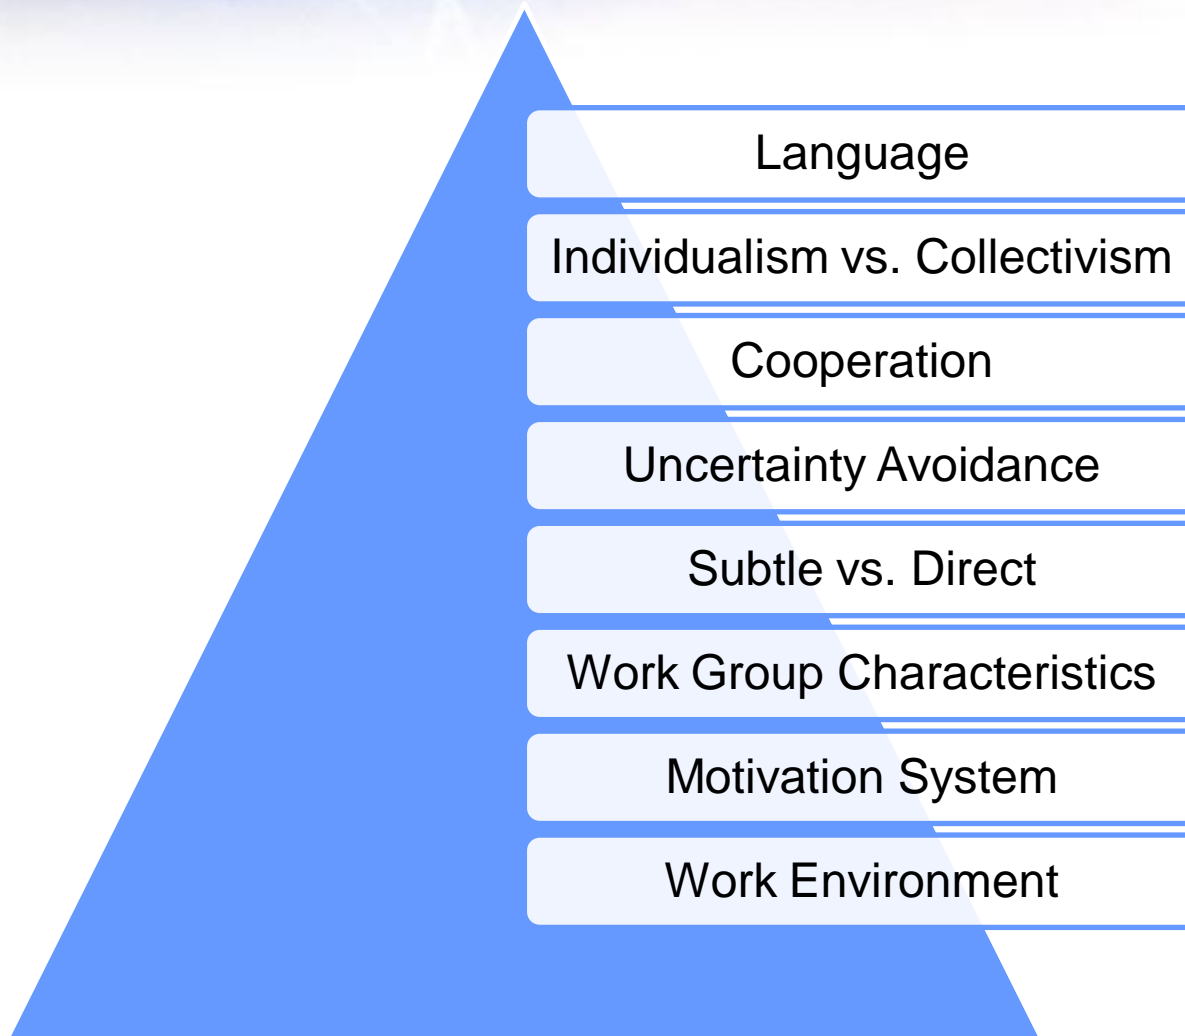 Language
Individualism vs. Collectivism
Cooperation
Uncertainty Avoidance
Subtle vs. Direct
Work Group Characteristics
Motivation System
Work Environment